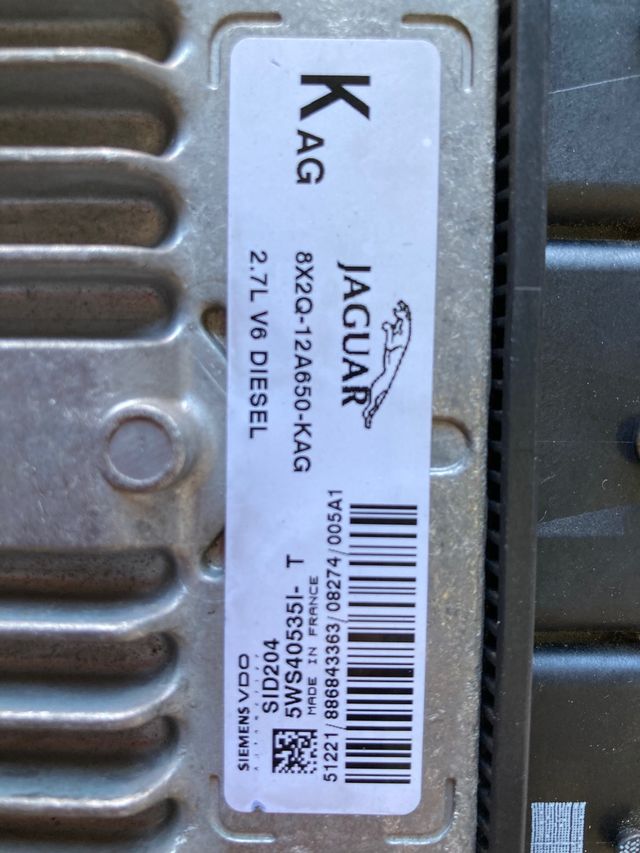 K AG
JAGUAR
8X2Q-12A650-KAG
2.7L V6 DIESEL
51221/886843363/08274/005A1
MADE IN FRANCE
5WS40535I- T
SID204
SIEMENS VDO